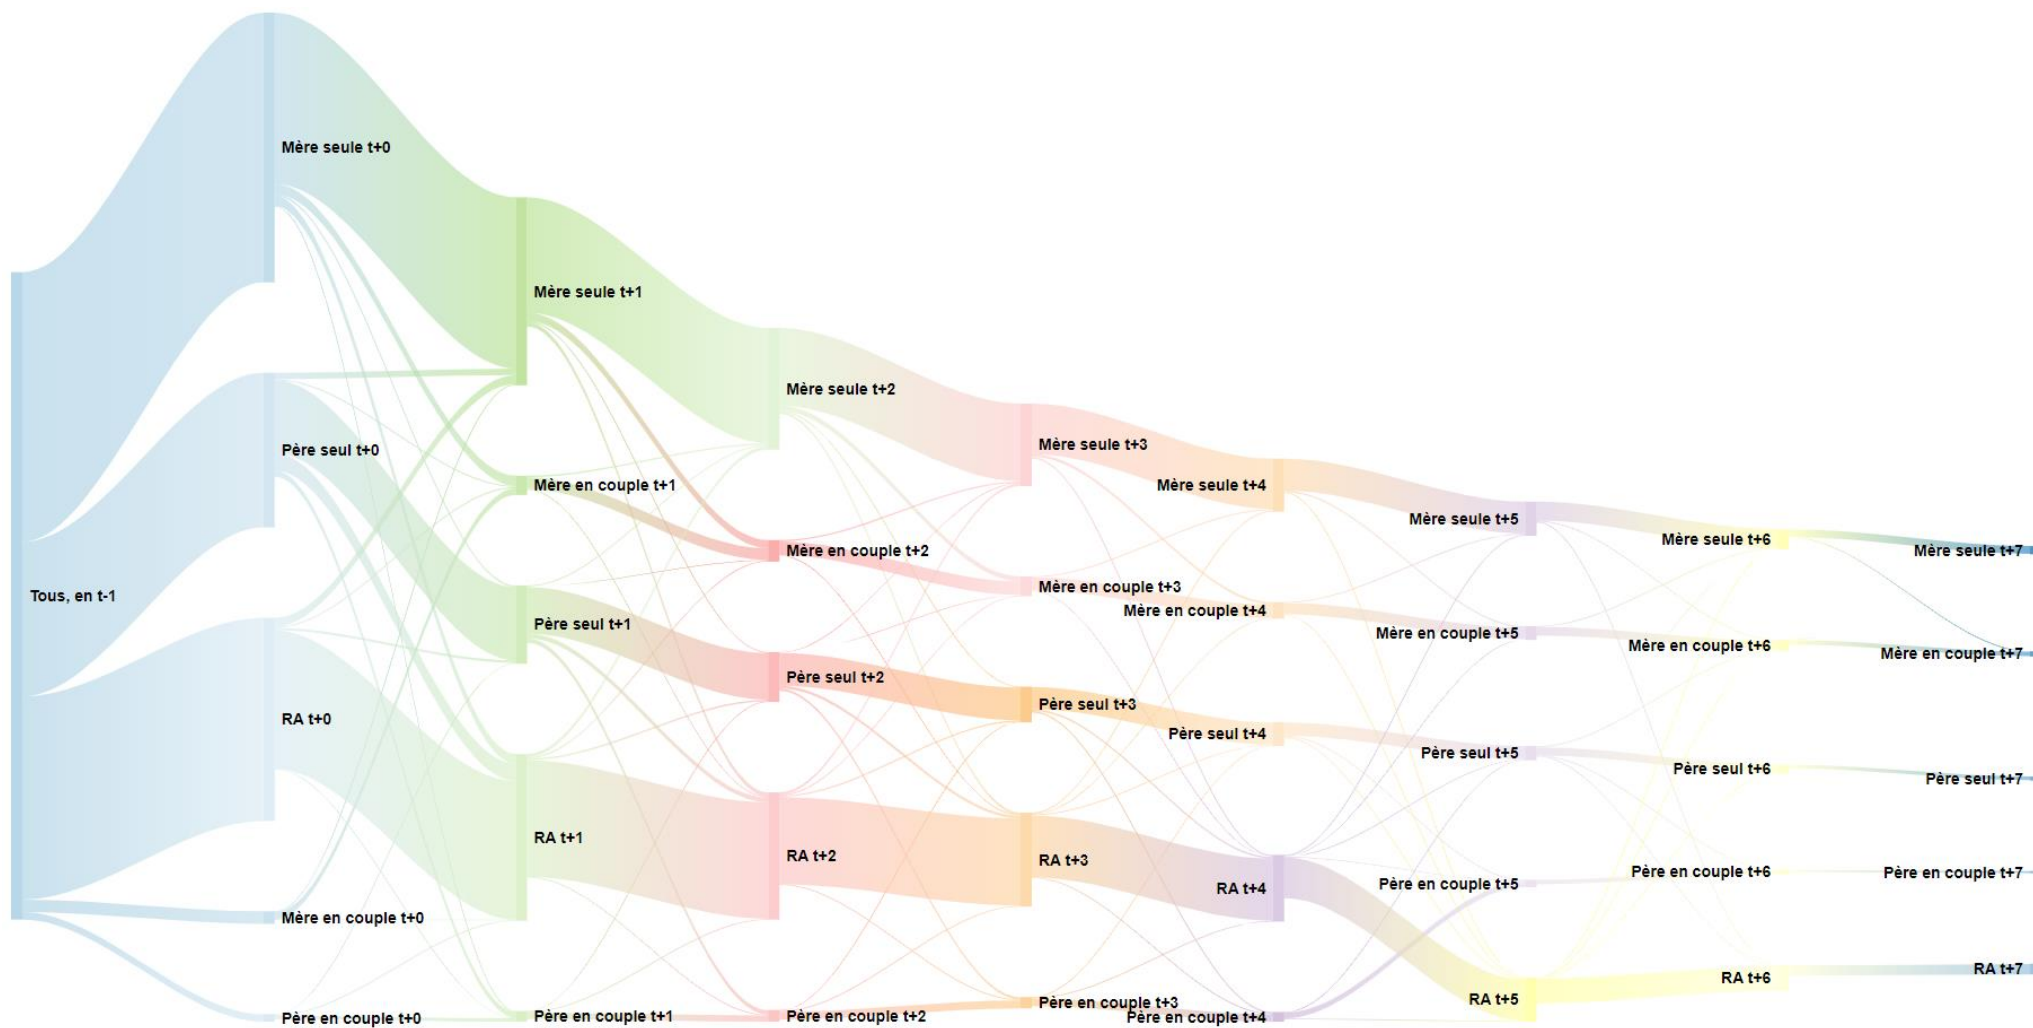 Tous, en t-1
Mère seule t+0
Père seul t+0
RA t+0
Mère en couple t+0
Père en couple t+0
Mère seule t+1
Mère en couple t+1
Père seul t+1
RA t+1
Père en couple t+1
Mère seule t+2
Mère en couple t+2
Père seul t+2
RA t+2
Père en couple t+2
Mère seule t+3
Mère en couple t+3
Père seul t+3
RA t+3
Père en couple t+3
Mère seule t+4
Mère en couple t+4
Père seul t+4
RA t+4
Père en couple t+4
Mère seule t+5
Mère en couple t+5
Père seul t+5
Père en couple t+5
RA t+5
Mère seule t+6
Mère en couple t+6
Père seul t+6
Père en couple t+6
RA t+6
Mère seule t+7
Mère en couple t+7
Père seul t+7
Père en couple t+7
RA t+7